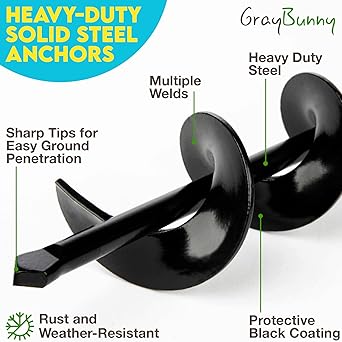 HEAVY-DUTY
SOLID STEEL
ANCHORS
GrayBunny
Multiple
Welds
Heavy Duty
Steel
Sharp Tips for
Easy Ground
Penetration
Rust and
Weather-Resistant
Protective
Black Coating